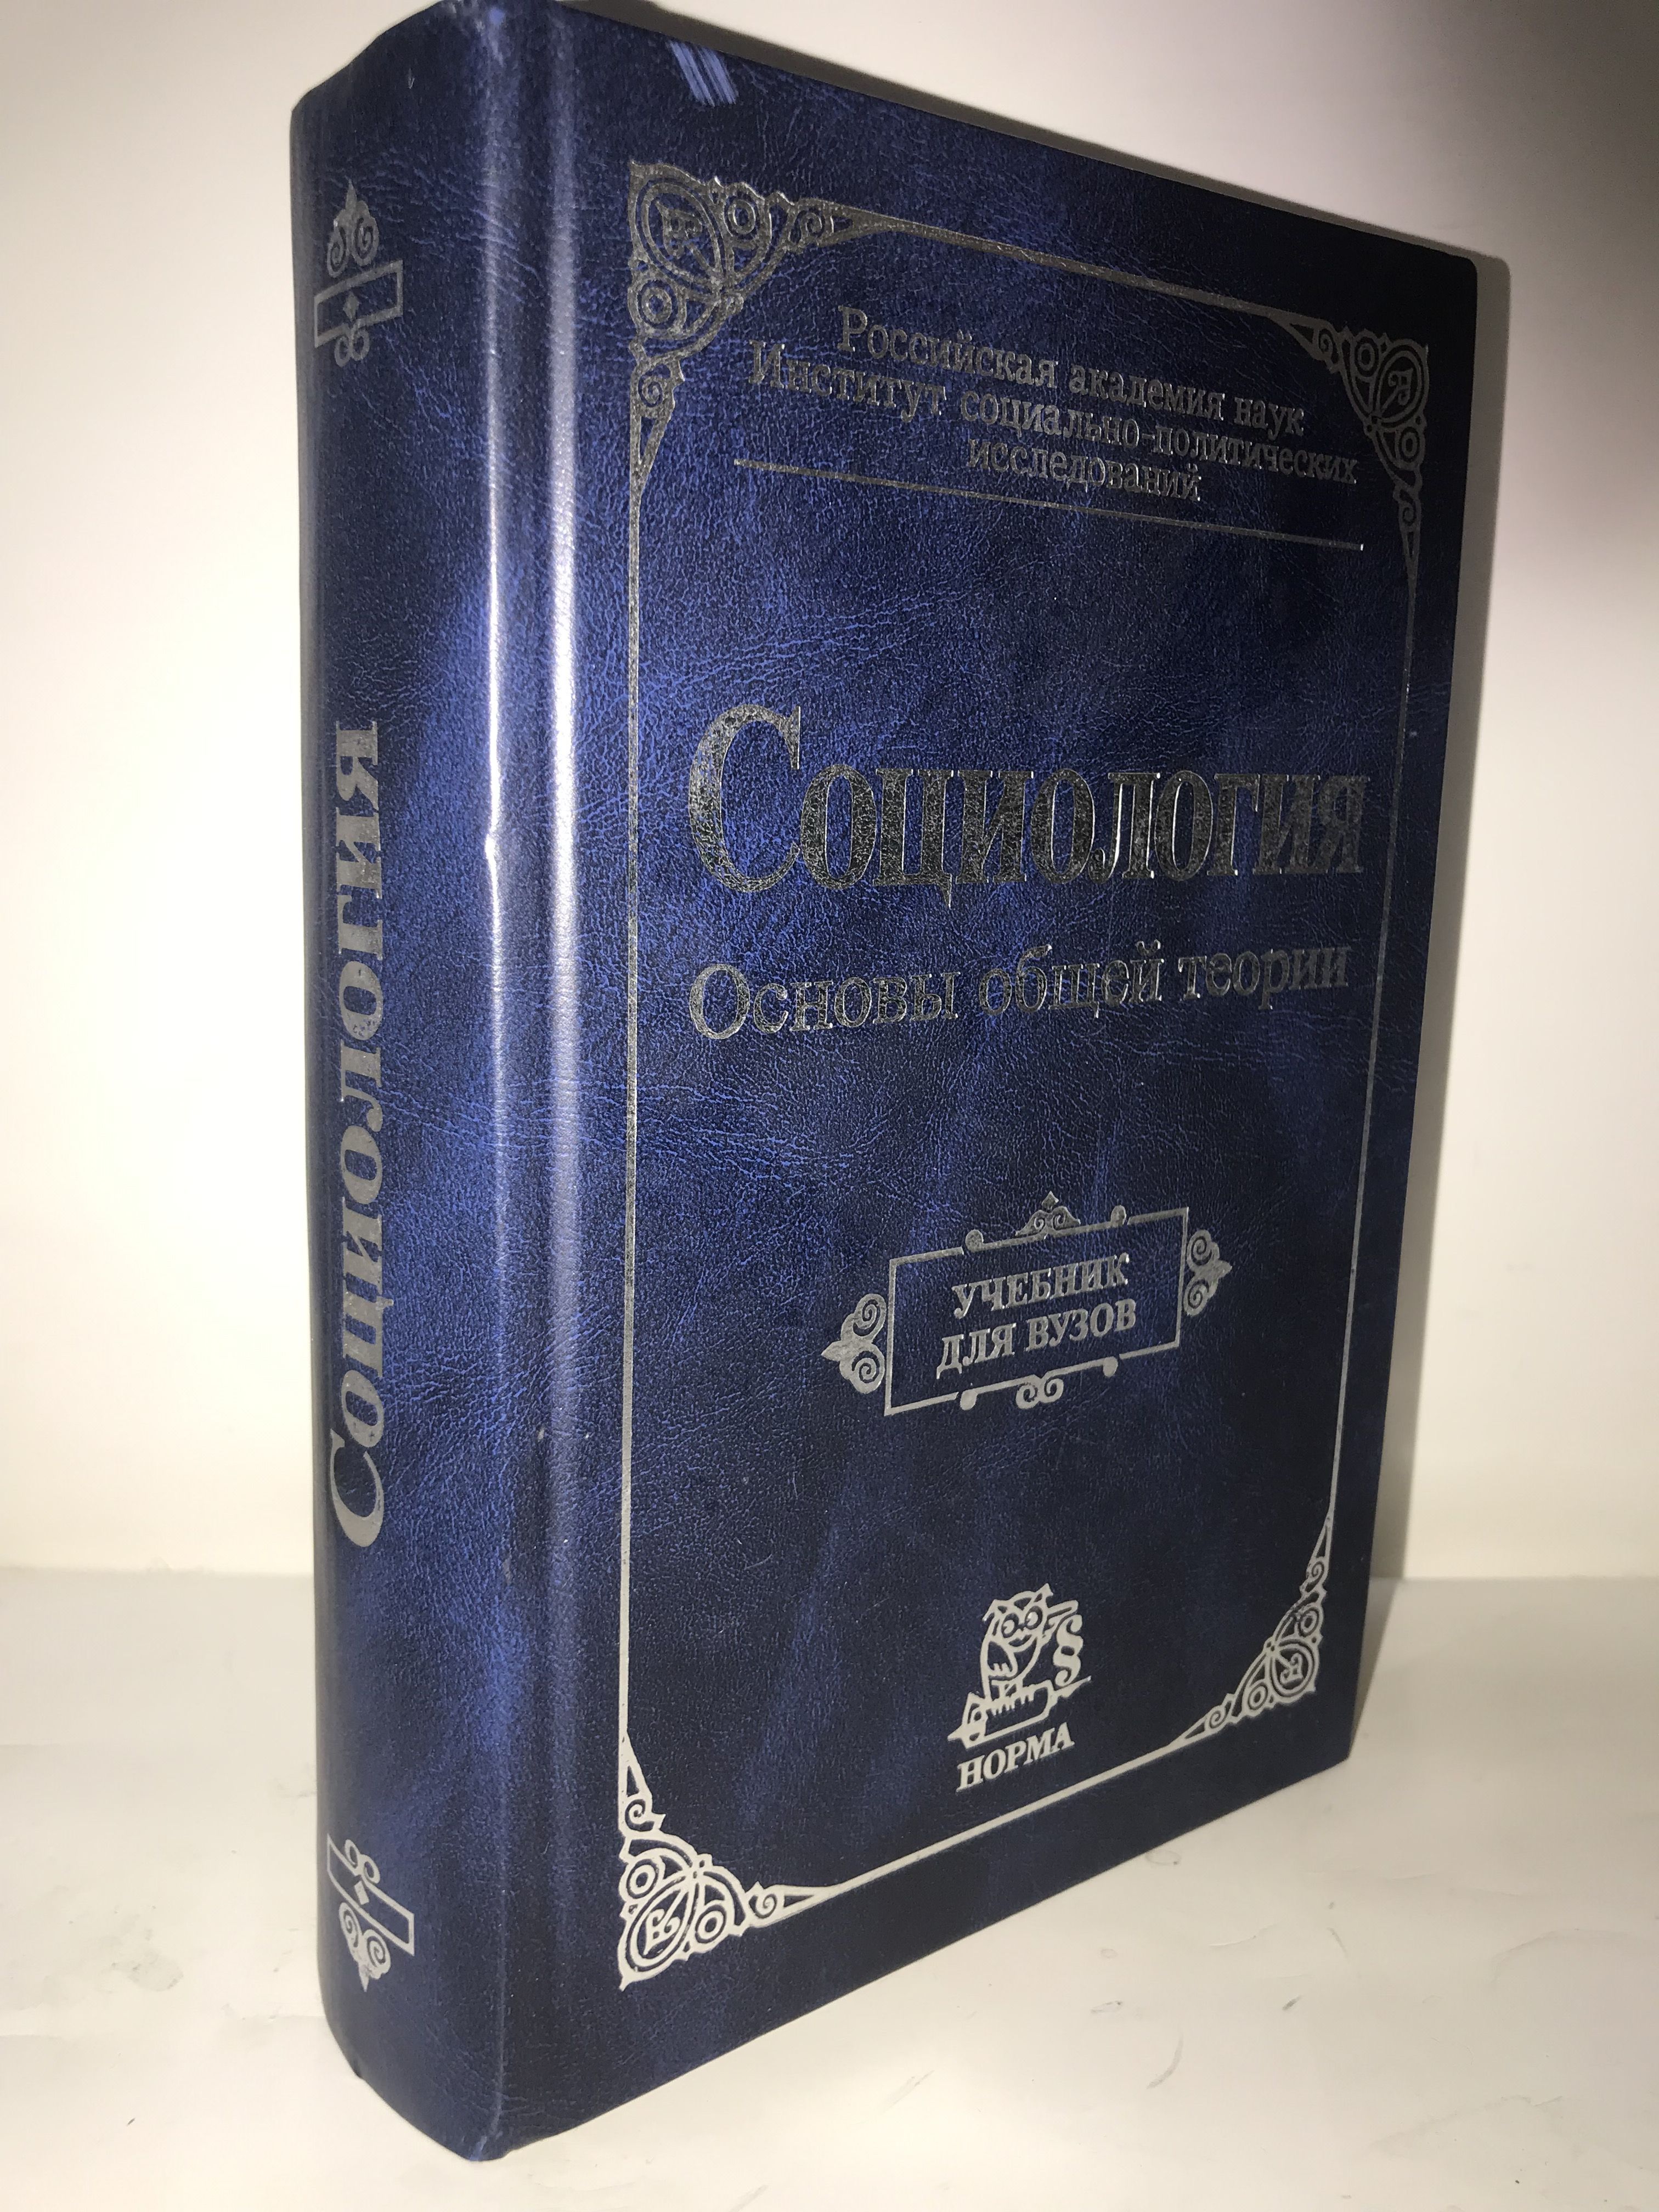 Социология
Российская академия наук
Институт социально-политических
исследований
Социология
Основы общей теории
УЧЕБНИК
ДЛЯ ВУЗОВ
§
НОРМА